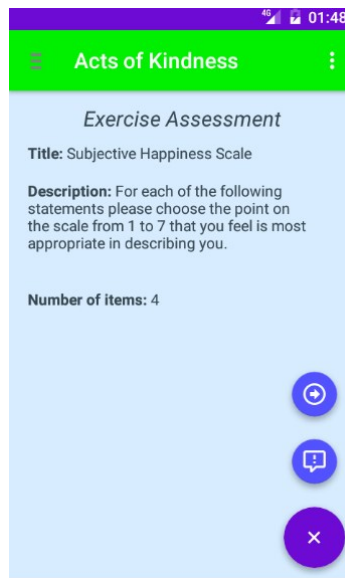 4G 01:48
Acts of Kindness
Exercise Assessment
Title: Subjective Happiness Scale
Description: For each of the following
statements please choose the point on
the scale from 1 to 7 that you feel is most
appropriate in describing you.
Number of items: 4